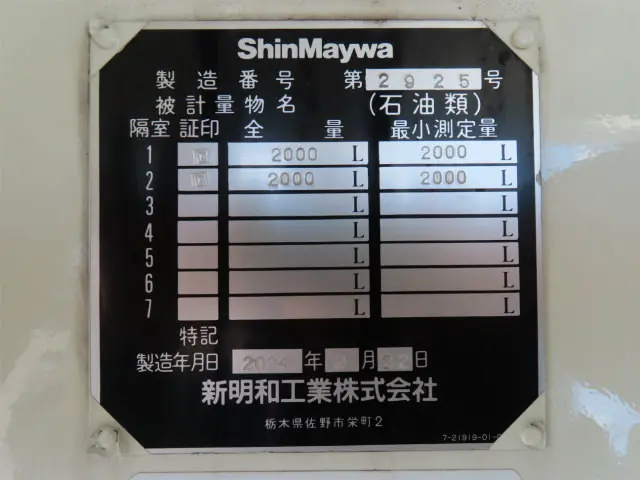 ShinMaywa
製造番号 第2925号
被計量物名 (石油類)
隔室 証印 全量 最小測定量
1 2000 L 2000 L
2 2000 L 2000 L
3 L L
4 L L
5 L L
6 L L
7 L L
特記
製造年月日 年 月 日
新明和工業株式会社
栃木県佐野市栄町2
7-21919-01-